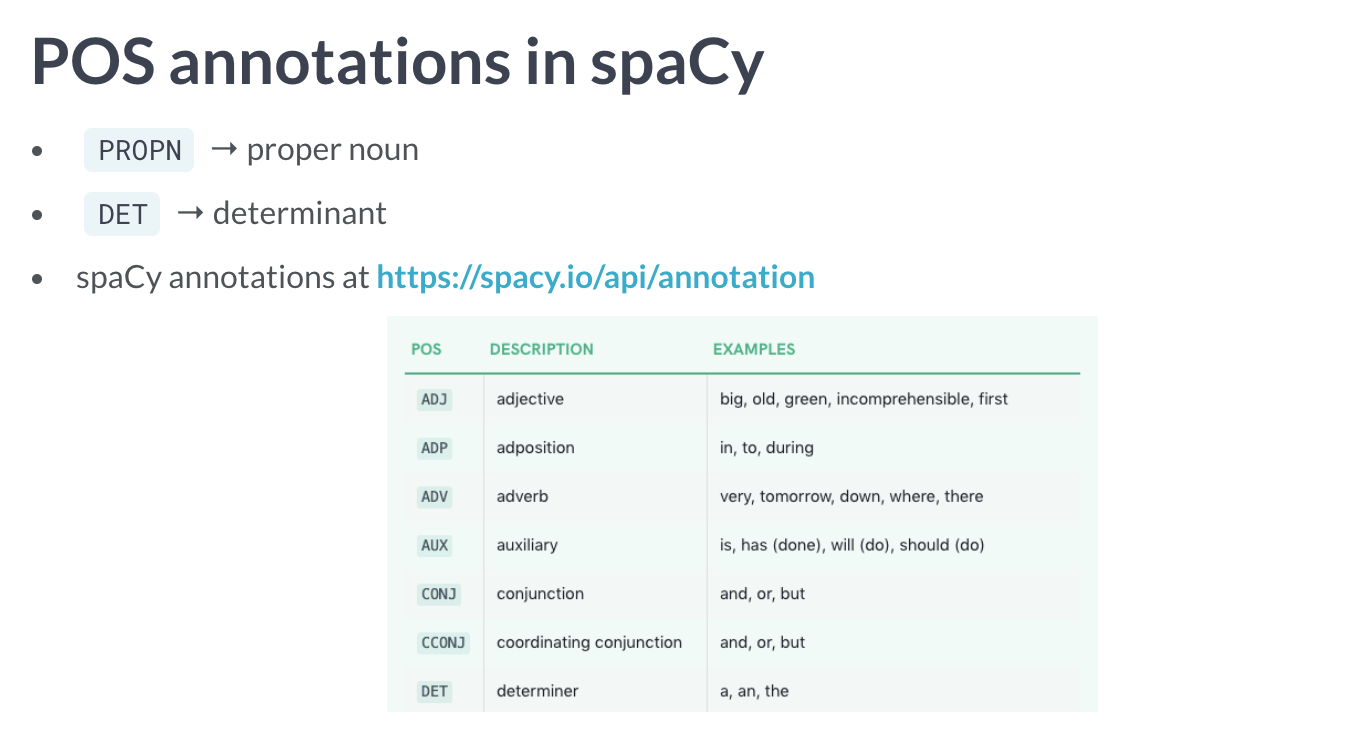 POS annotations in spaCy
• PROPN → proper noun
• DET → determinant
• spaCy annotations at https://spacy.io/api/annotation
POS DESCRIPTION EXAMPLES
ADJ adjective big, old, green, incomprehensible, first
ADP adposition in, to, during
ADV adverb very, tomorrow, down, where, there
AUX auxiliary is, has (done), will (do), should (do)
CONJ conjunction and, or, but
CCONJ coordinating conjunction and, or, but
DET determiner a, an, the